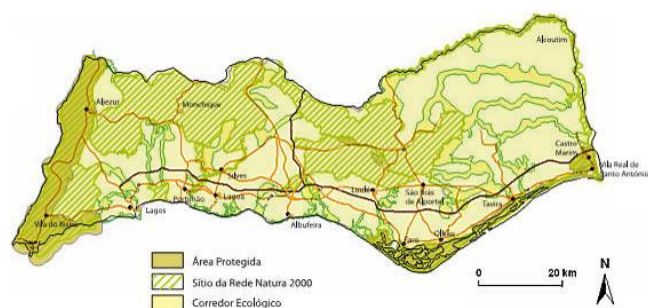 Alcoutim
Aljezur
Monchique
Castro
Marim
Vila Real de
Santo António
Silves
Loulé
São Brás
de Alportel
Tavira
Portimão
Lagoa
Lagos
Vila do Bispo
Albufeira
Faro
Olhão
Área Protegida
Sítio da Rede Natura 2000
Corredor Ecológico
0
20 km
N